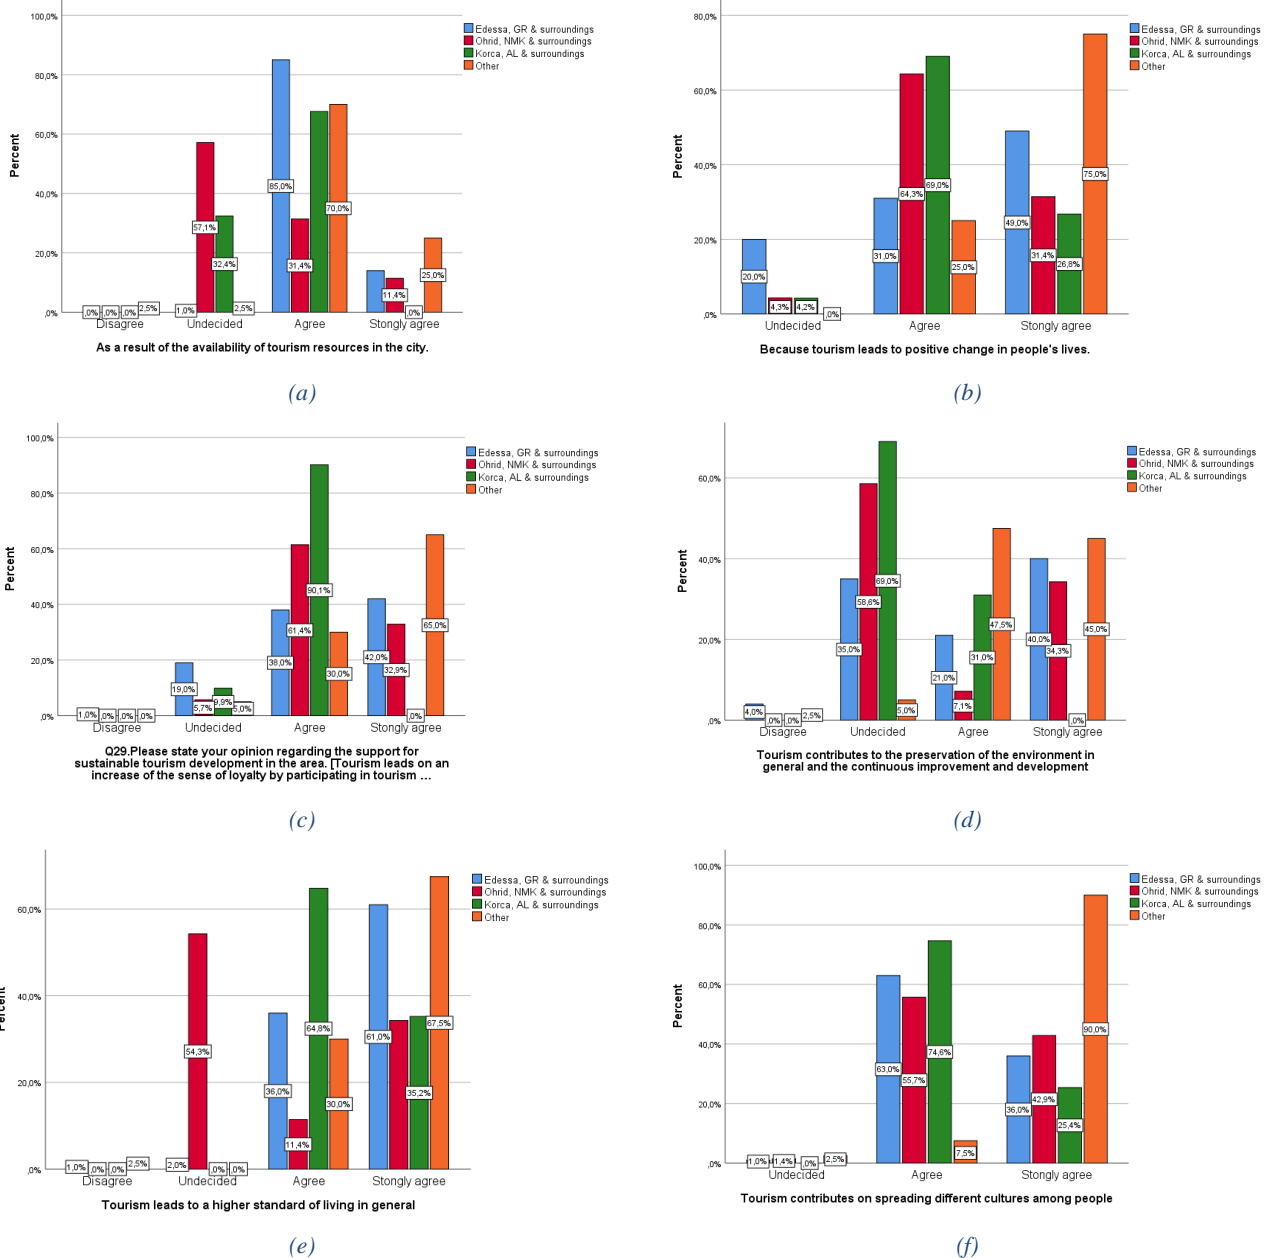 100,0%
80,0%
60,0%
40,0%
20,0%
,0%
Percent
85,0%
57,1%
70,0%
32,4%
31,4%
25,0%
11,4%
,0%
,0%
,0%
,0%
2,5%
1,0%
2,5%
Disagree
Undecided
Agree
Stongly agree
As a result of the availability of tourism resources in the city.
Edessa, GR & surroundings
Ohrid, NMK & surroundings
Korca, AL & surroundings
Other
(a)
80,0%
60,0%
40,0%
20,0%
,0%
Percent
20,0%
4,3%
4,2%
,0%
31,0%
64,3%
69,0%
25,0%
49,0%
31,4%
26,8%
75,0%
Undecided
Agree
Stongly agree
Because tourism leads to positive change in people's lives.
Edessa, GR & surroundings
Ohrid, NMK & surroundings
Korca, AL & surroundings
Other
(b)
100,0%
80,0%
60,0%
40,0%
20,0%
,0%
Percent
1,0%
,0%
,0%
,0%
19,0%
5,7%
9,9%
5,0%
38,0%
61,4%
90,1%
30,0%
42,0%
32,9%
,0%
65,0%
Disagree
Undecided
Agree
Stongly agree
Q29.Please state your opinion regarding the support for
sustainable tourism development in the area. [Tourism leads on an
increase of the sense of loyalty by participating in tourism ...
Edessa, GR & surroundings
Ohrid, NMK & surroundings
Korca, AL & surroundings
Other
(c)
60,0%
40,0%
20,0%
,0%
Percent
4,0%
,0%
,0%
2,5%
35,0%
58,6%
69,0%
5,0%
21,0%
7,1%
31,0%
47,5%
40,0%
34,3%
,0%
45,0%
Disagree
Undecided
Agree
Stongly agree
Tourism contributes to the preservation of the environment in
general and the continuous improvement and development
Edessa, GR & surroundings
Ohrid, NMK & surroundings
Korca, AL & surroundings
Other
(d)
60,0%
40,0%
20,0%
,0%
Percent
1,0%
,0%
,0%
2,5%
2,0%
54,3%
,0%
,0%
36,0%
11,4%
64,8%
30,0%
61,0%
35,2%
67,5%
Disagree
Undecided
Agree
Stongly agree
Tourism leads to a higher standard of living in general
Edessa, GR & surroundings
Ohrid, NMK & surroundings
Korca, AL & surroundings
Other
(e)
100,0%
80,0%
60,0%
40,0%
20,0%
,0%
Percent
1,0%
1,4%
,0%
2,5%
63,0%
55,7%
74,6%
7,5%
36,0%
42,9%
25,4%
90,0%
Undecided
Agree
Stongly agree
Tourism contributes on spreading different cultures among people
Edessa, GR & surroundings
Ohrid, NMK & surroundings
Korca, AL & surroundings
Other
(f)